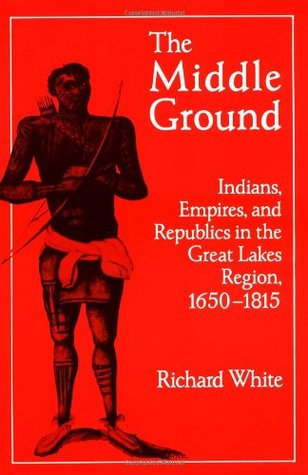 The
Middle
Ground
Indians,
Empires, and
Republics in the
Great Lakes
Region,
1650–1815
Richard White